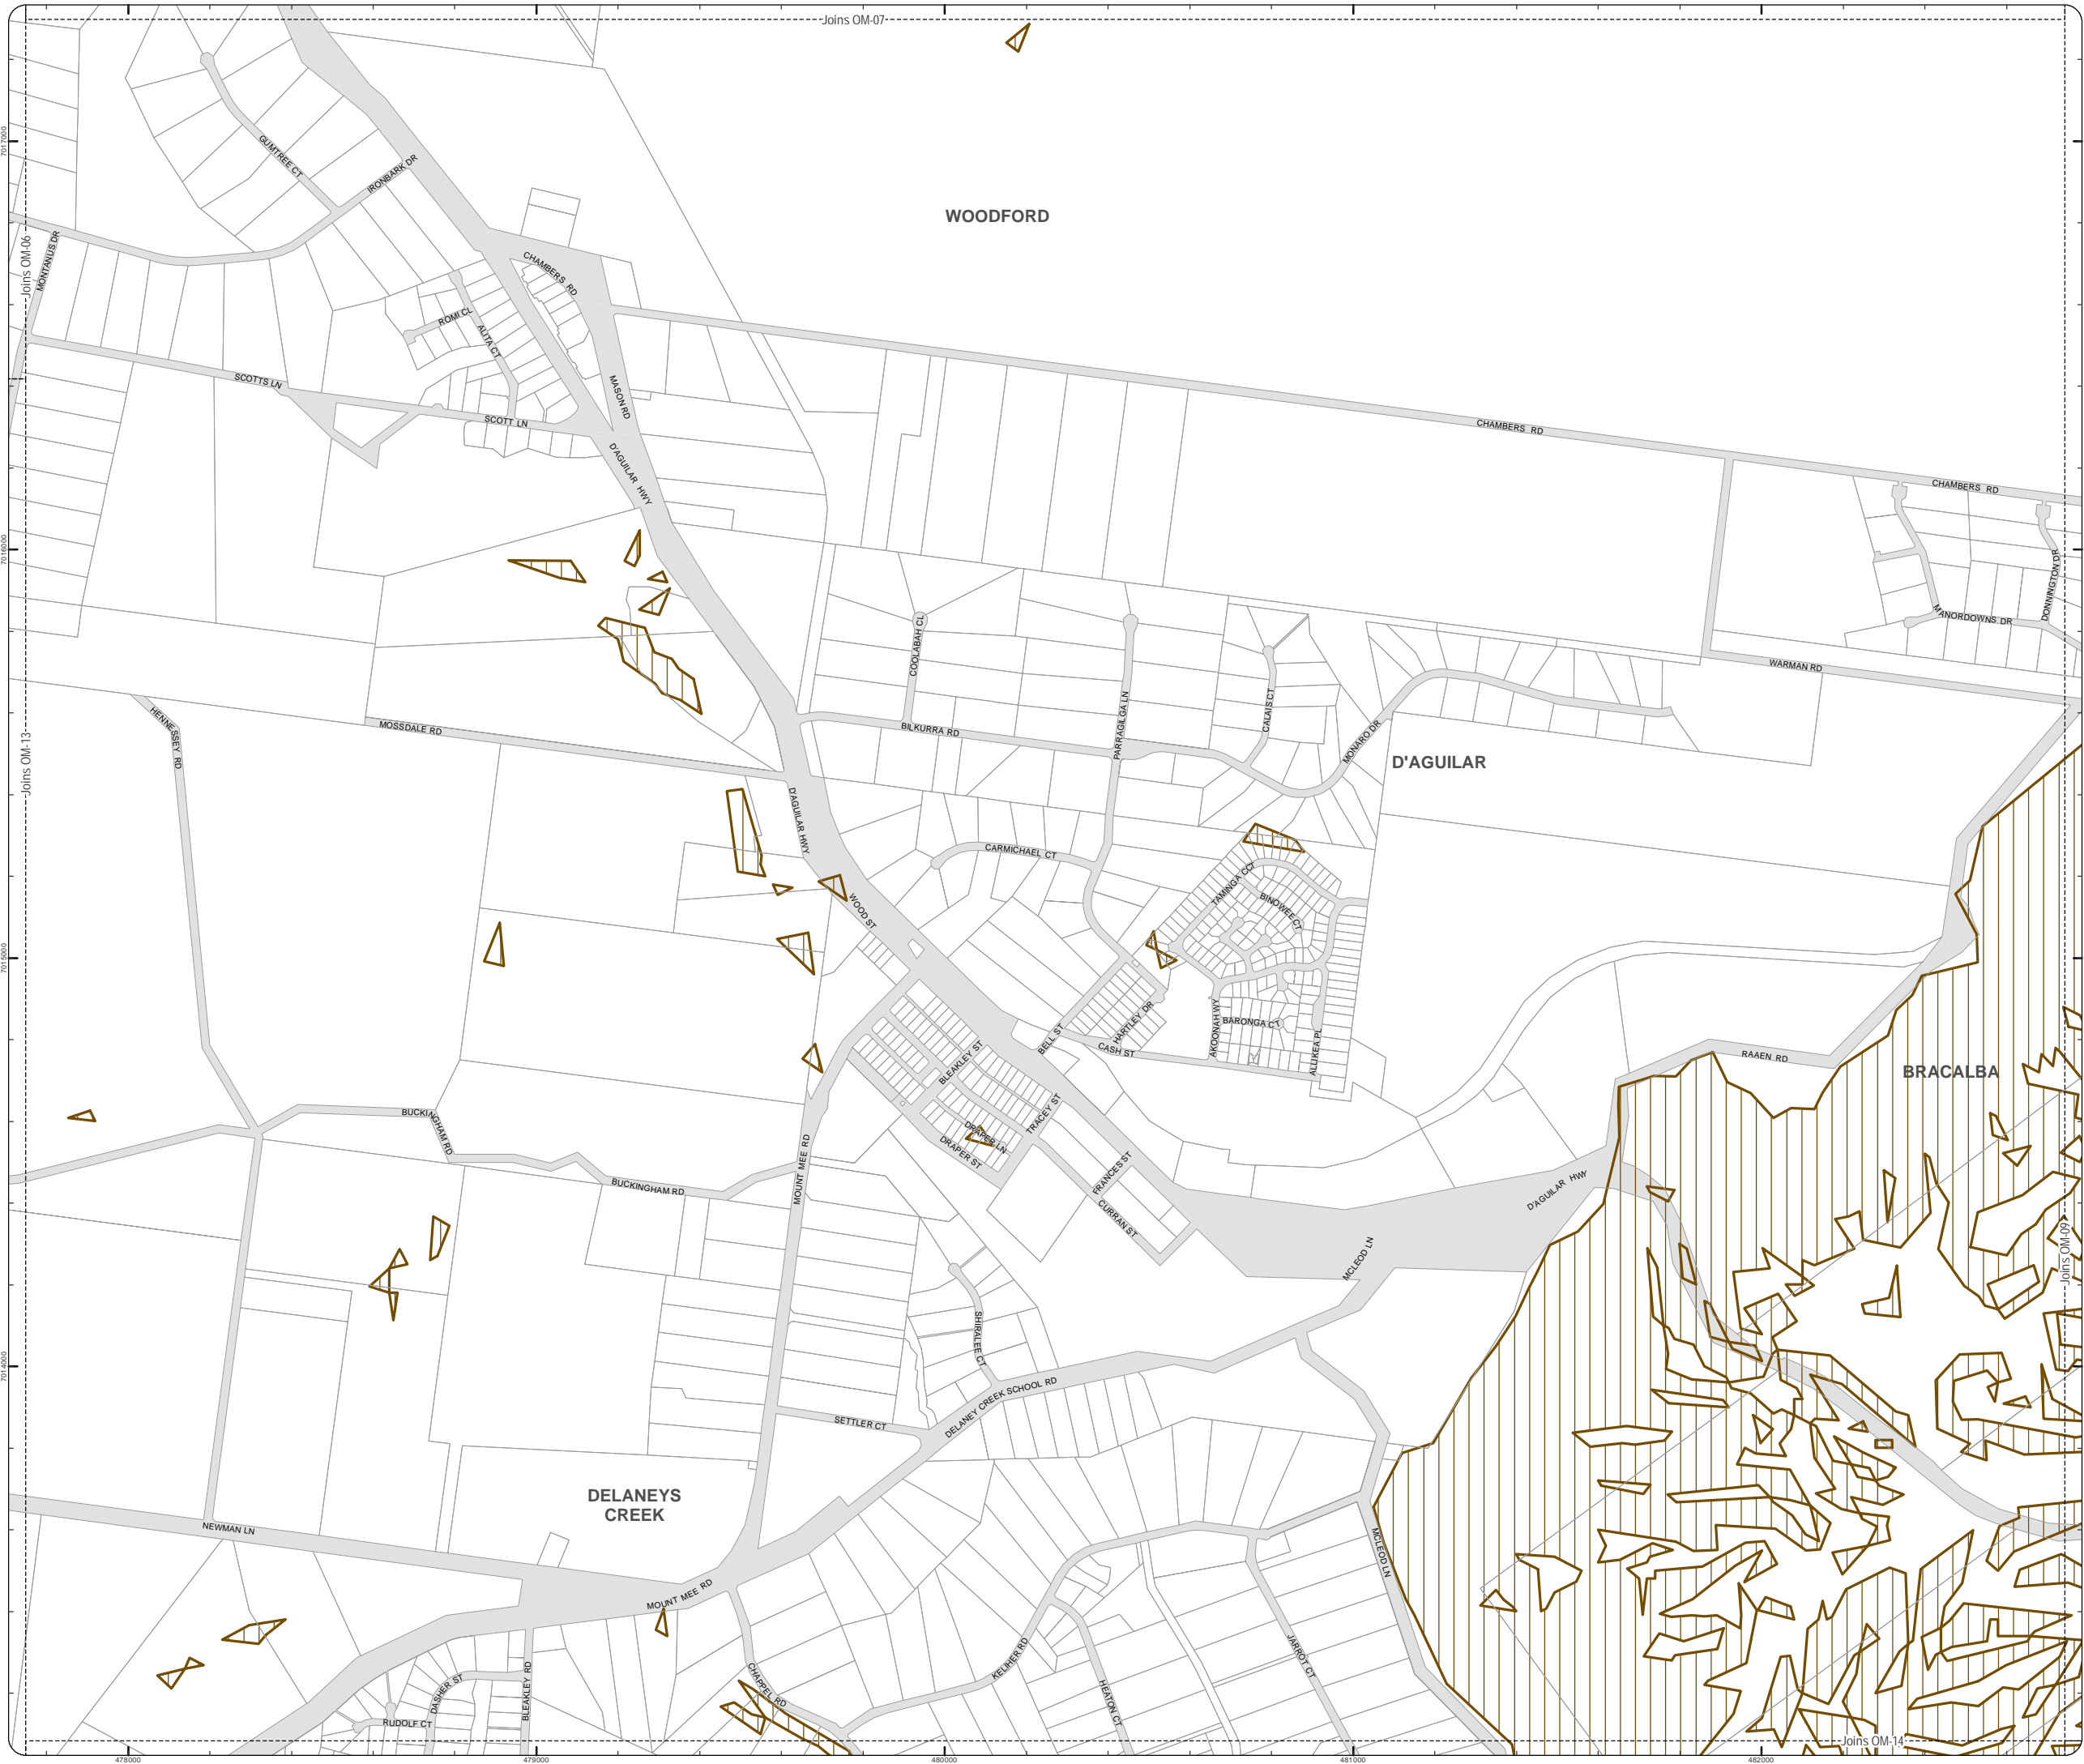 Joins OM-07
7017000
GUMTREE CT
IRONBARK DR
WOODFORD
Joins OM-06
MONTANUS DR
CHAMBERS RD
ROMI CL
ALITA CT
SCOTTS LN
MASON RD
SCOTT LN
CHAMBERS RD
D'AGUILAR HWY
CHAMBERS RD
7016000
DONNINGTON DR
MANORDOWNS DR
COOLABAH CL
WARMAN RD
PARRAGILGA LN
CALAIS CT
HENNESSEY RD
MOSSDALE RD
BILKURRA RD
MONARO DR
D'AGUILAR
Joins OM-13
D'AGUILAR HWY
CARMICHAEL CT
TAMINGA CCT
BINOWEE CT
WOOD ST
7015000
HARTLEY DR
BARONGA CT
AKOONAH WY
BELL ST
CASH ST
ALLIKEA PL
RAAEN RD
BLEAKLEY ST
BRACALBA
BUCKINGHAM RD
TRACEY ST
DRAPER LN
DRAPER ST
MOUNT MEE RD
FRANCES ST
BUCKINGHAM RD
D'AGUILAR HWY
CURRAN ST
MCLEOD LN
Joins OM-09
SHIRALEE CT
7014000
DELANEY CREEK SCHOOL RD
SETTLER CT
DELANEYS
CREEK
NEWMAN LN
MCLEOD LN
MOUNT MEE RD
KELIHER RD
JARROT CT
CHAPPEL RD
HEATON CT
DASHER ST
BLEAKLEY RD
RUDOLF CT
Joins OM-14
478000
479000
480000
481000
482000